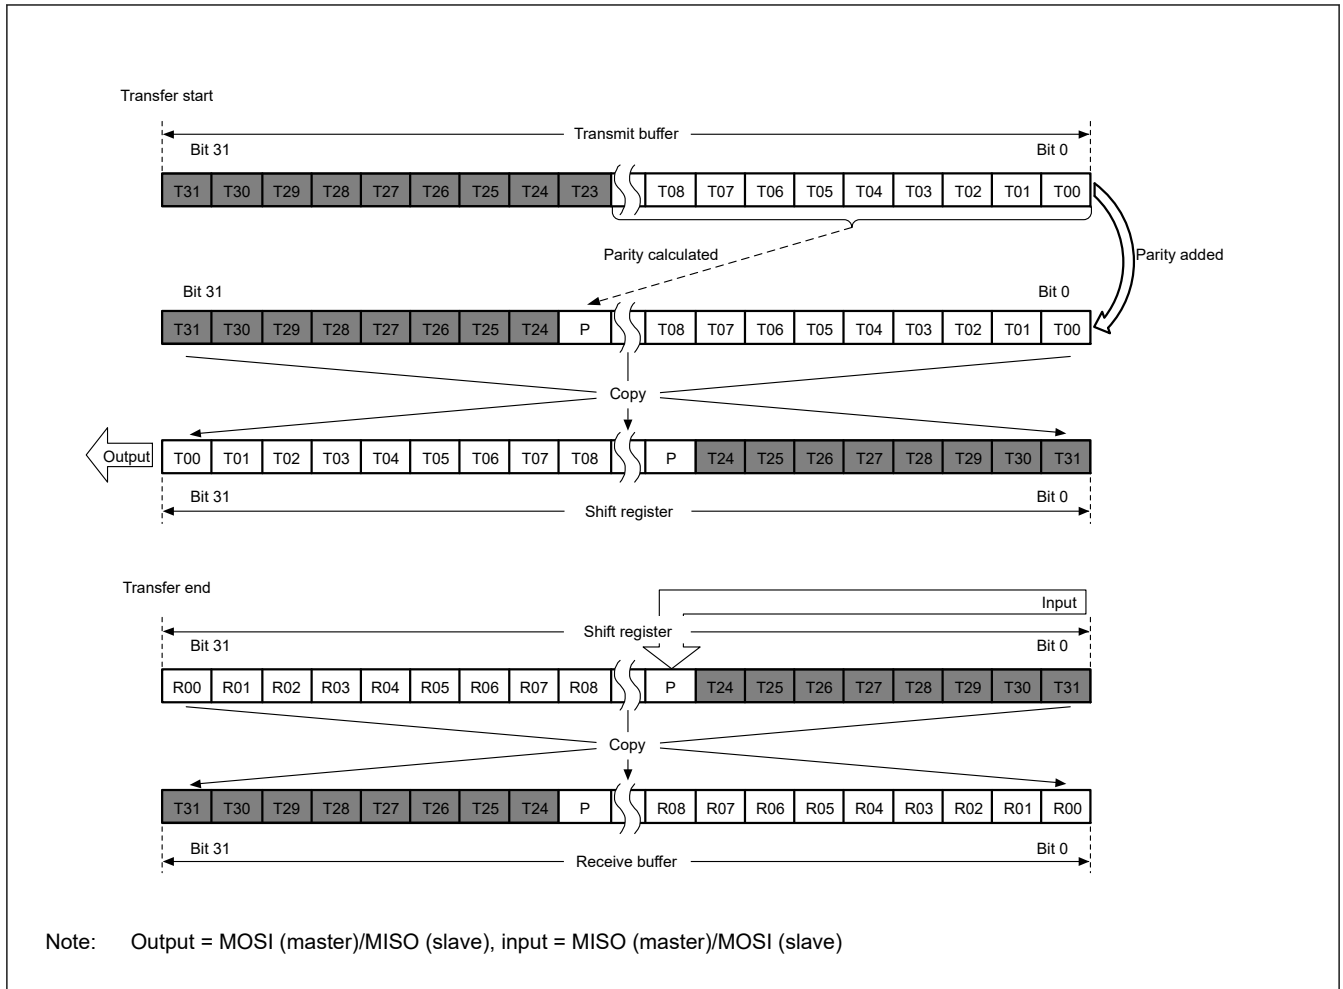 Transfer start
Transmit buffer
Bit 31 Bit 0
T31 T30 T29 T28 T27 T26 T25 T24 T23 T08 T07 T06 T05 T04 T03 T02 T01 T00
Parity calculated Parity added
Bit 31 Bit 0
T31 T30 T29 T28 T27 T26 T25 T24 P T08 T07 T06 T05 T04 T03 T02 T01 T00
Copy
Output T00 T01 T02 T03 T04 T05 T06 T07 T08 P T24 T25 T26 T27 T28 T29 T30 T31
Bit 31 Bit 0
Shift register
Transfer end
Input
Shift register
Bit 31 Bit 0
R00 R01 R02 R03 R04 R05 R06 R07 R08 P T24 T25 T26 T27 T28 T29 T30 T31
Copy
T31 T30 T29 T28 T27 T26 T25 T24 P R08 R07 R06 R05 R04 R03 R02 R01 R00
Bit 31 Bit 0
Receive buffer
Note: Output = MOSI (master)/MISO (slave), input = MISO (master)/MOSI (slave)